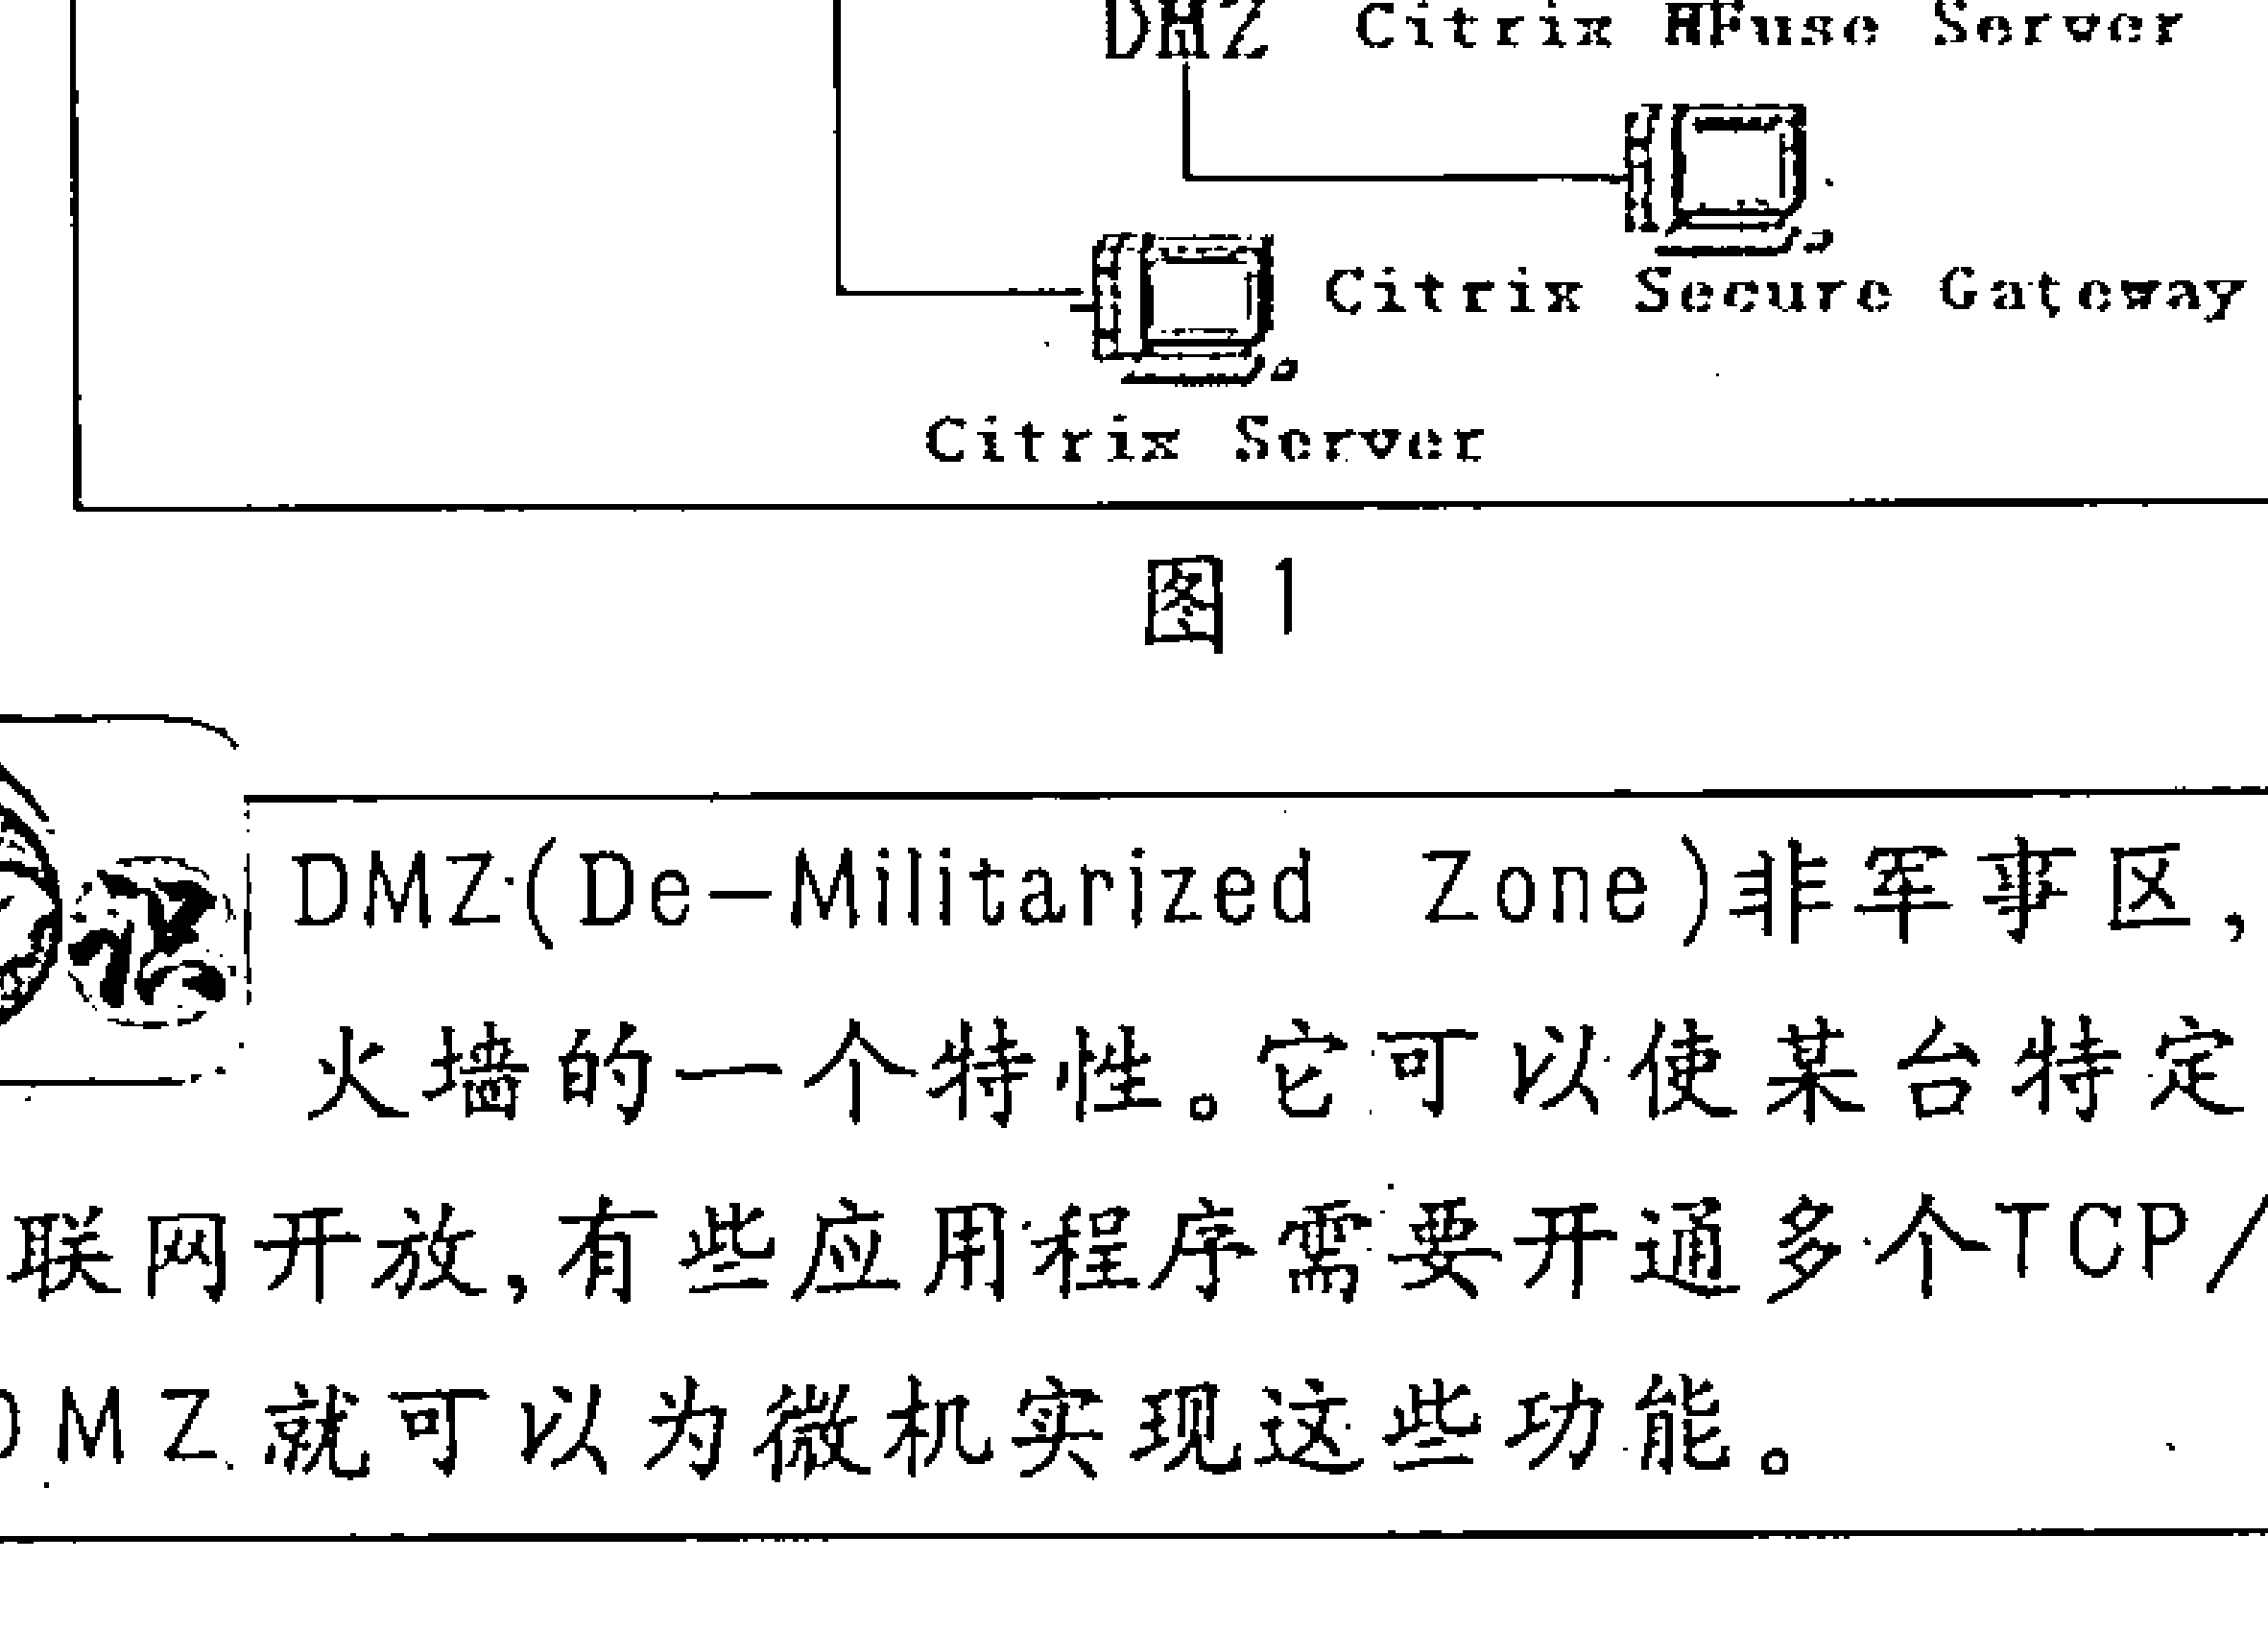 DMZ Citrix NFuse Server
Citrix Secure Gateway
Citrix Server
图 1
识
DMZ(De-Militarized Zone)非军事区,
火墙的一个特性。它可以使某台特定
联网开放,有些应用程序需要开通多个TCP/
DMZ就可以为微机实现这些功能。